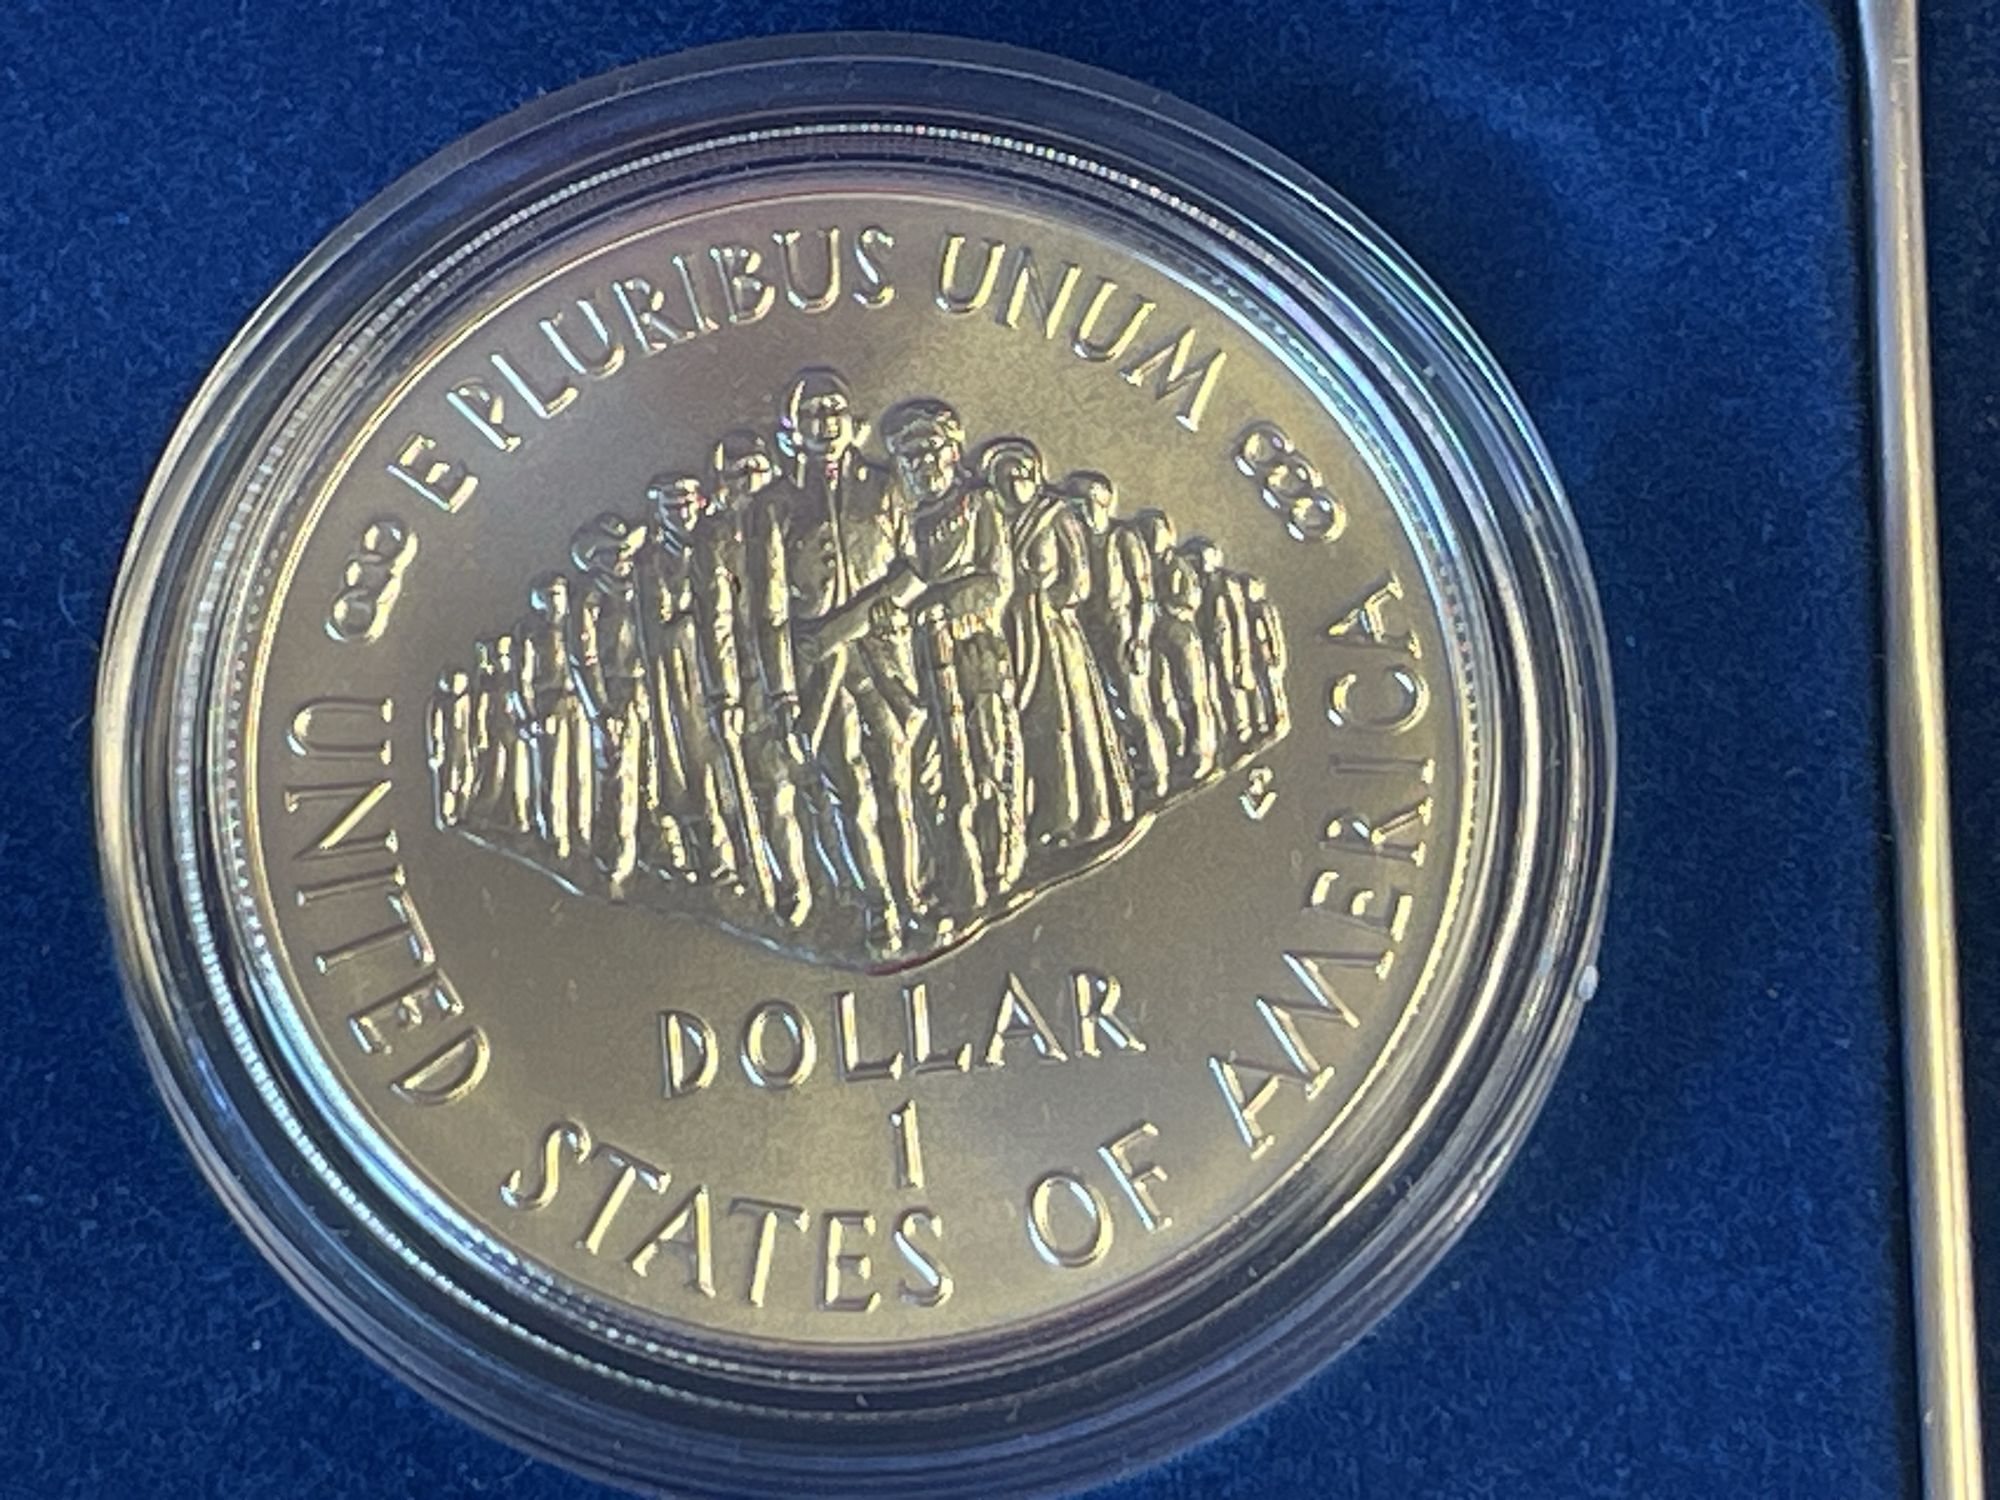 E PLURIBUS UNUM
DOLLAR
1
UNITED STATES OF AMERICA